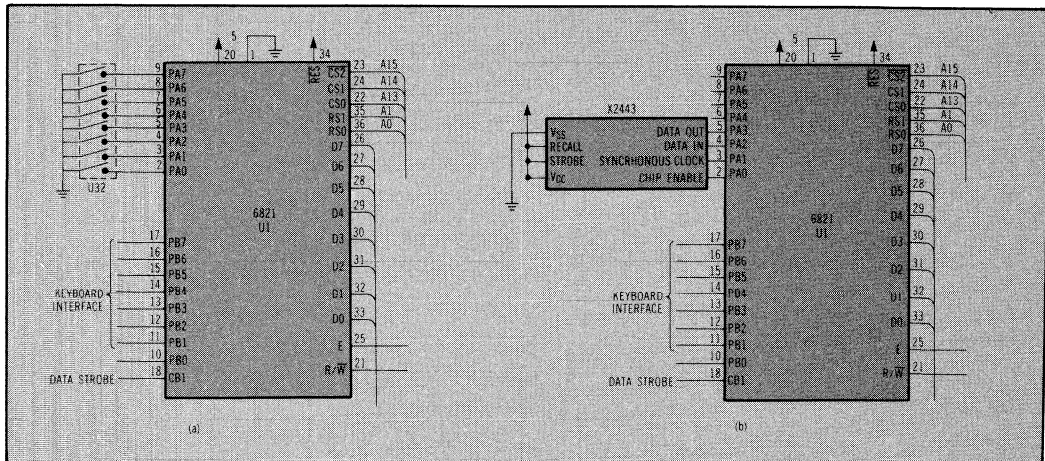 5
20
1
34
RES
9
PA7
8
PA6
7
PA5
6
PA4
5
PA3
4
PA2
3
PA1
2
PA0
U32
23
CS2
A15
24
CS1
A14
22
CS0
A13
35
RS1
A1
36
RS0
A0
26
D7
27
D6
28
D5
29
D4
30
D3
31
D2
32
D1
33
D0
25
E
21
R/W
6821
U1
17
PB7
16
PB6
15
PB5
14
PB4
13
PB3
12
PB2
11
PB1
10
PB0
18
CB1
KEYBOARD
INTERFACE
DATA STROBE
(a)
5
20
1
34
RES
9
PA7
8
PA6
7
PA5
6
PA4
5
PA3
4
PA2
3
PA1
2
PA0
X2443
VSS
RECALL
STROBE
VCC
DATA OUT
DATA IN
SYNCRHONOUS CLOCK
CHIP ENABLE
23
CS2
A15
24
CS1
A14
22
CS0
A13
35
RS1
A1
36
RS0
A0
26
D7
27
D6
28
D5
29
D4
30
D3
31
D2
32
D1
33
D0
25
E
21
R/W
6821
U1
17
PB7
16
PB6
15
PB5
14
PB4
13
PB3
12
PB2
11
PB1
10
PB0
18
CB1
KEYBOARD
INTERFACE
DATA STROBE
(b)